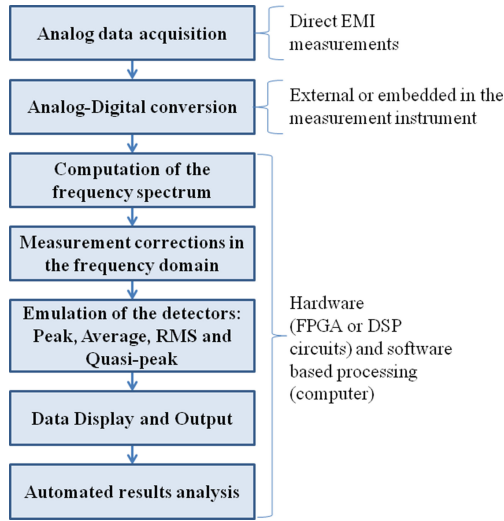 Analog data acquisition
Direct EMI
measurements
Analog-Digital conversion
External or embedded in the
measurement instrument
Computation of the
frequency spectrum
Measurement corrections in
the frequency domain
Emulation of the detectors:
Peak, Average, RMS and
Quasi-peak
Data Display and Output
Automated results analysis
Hardware
(FPGA or DSP
circuits) and software
based processing
(computer)